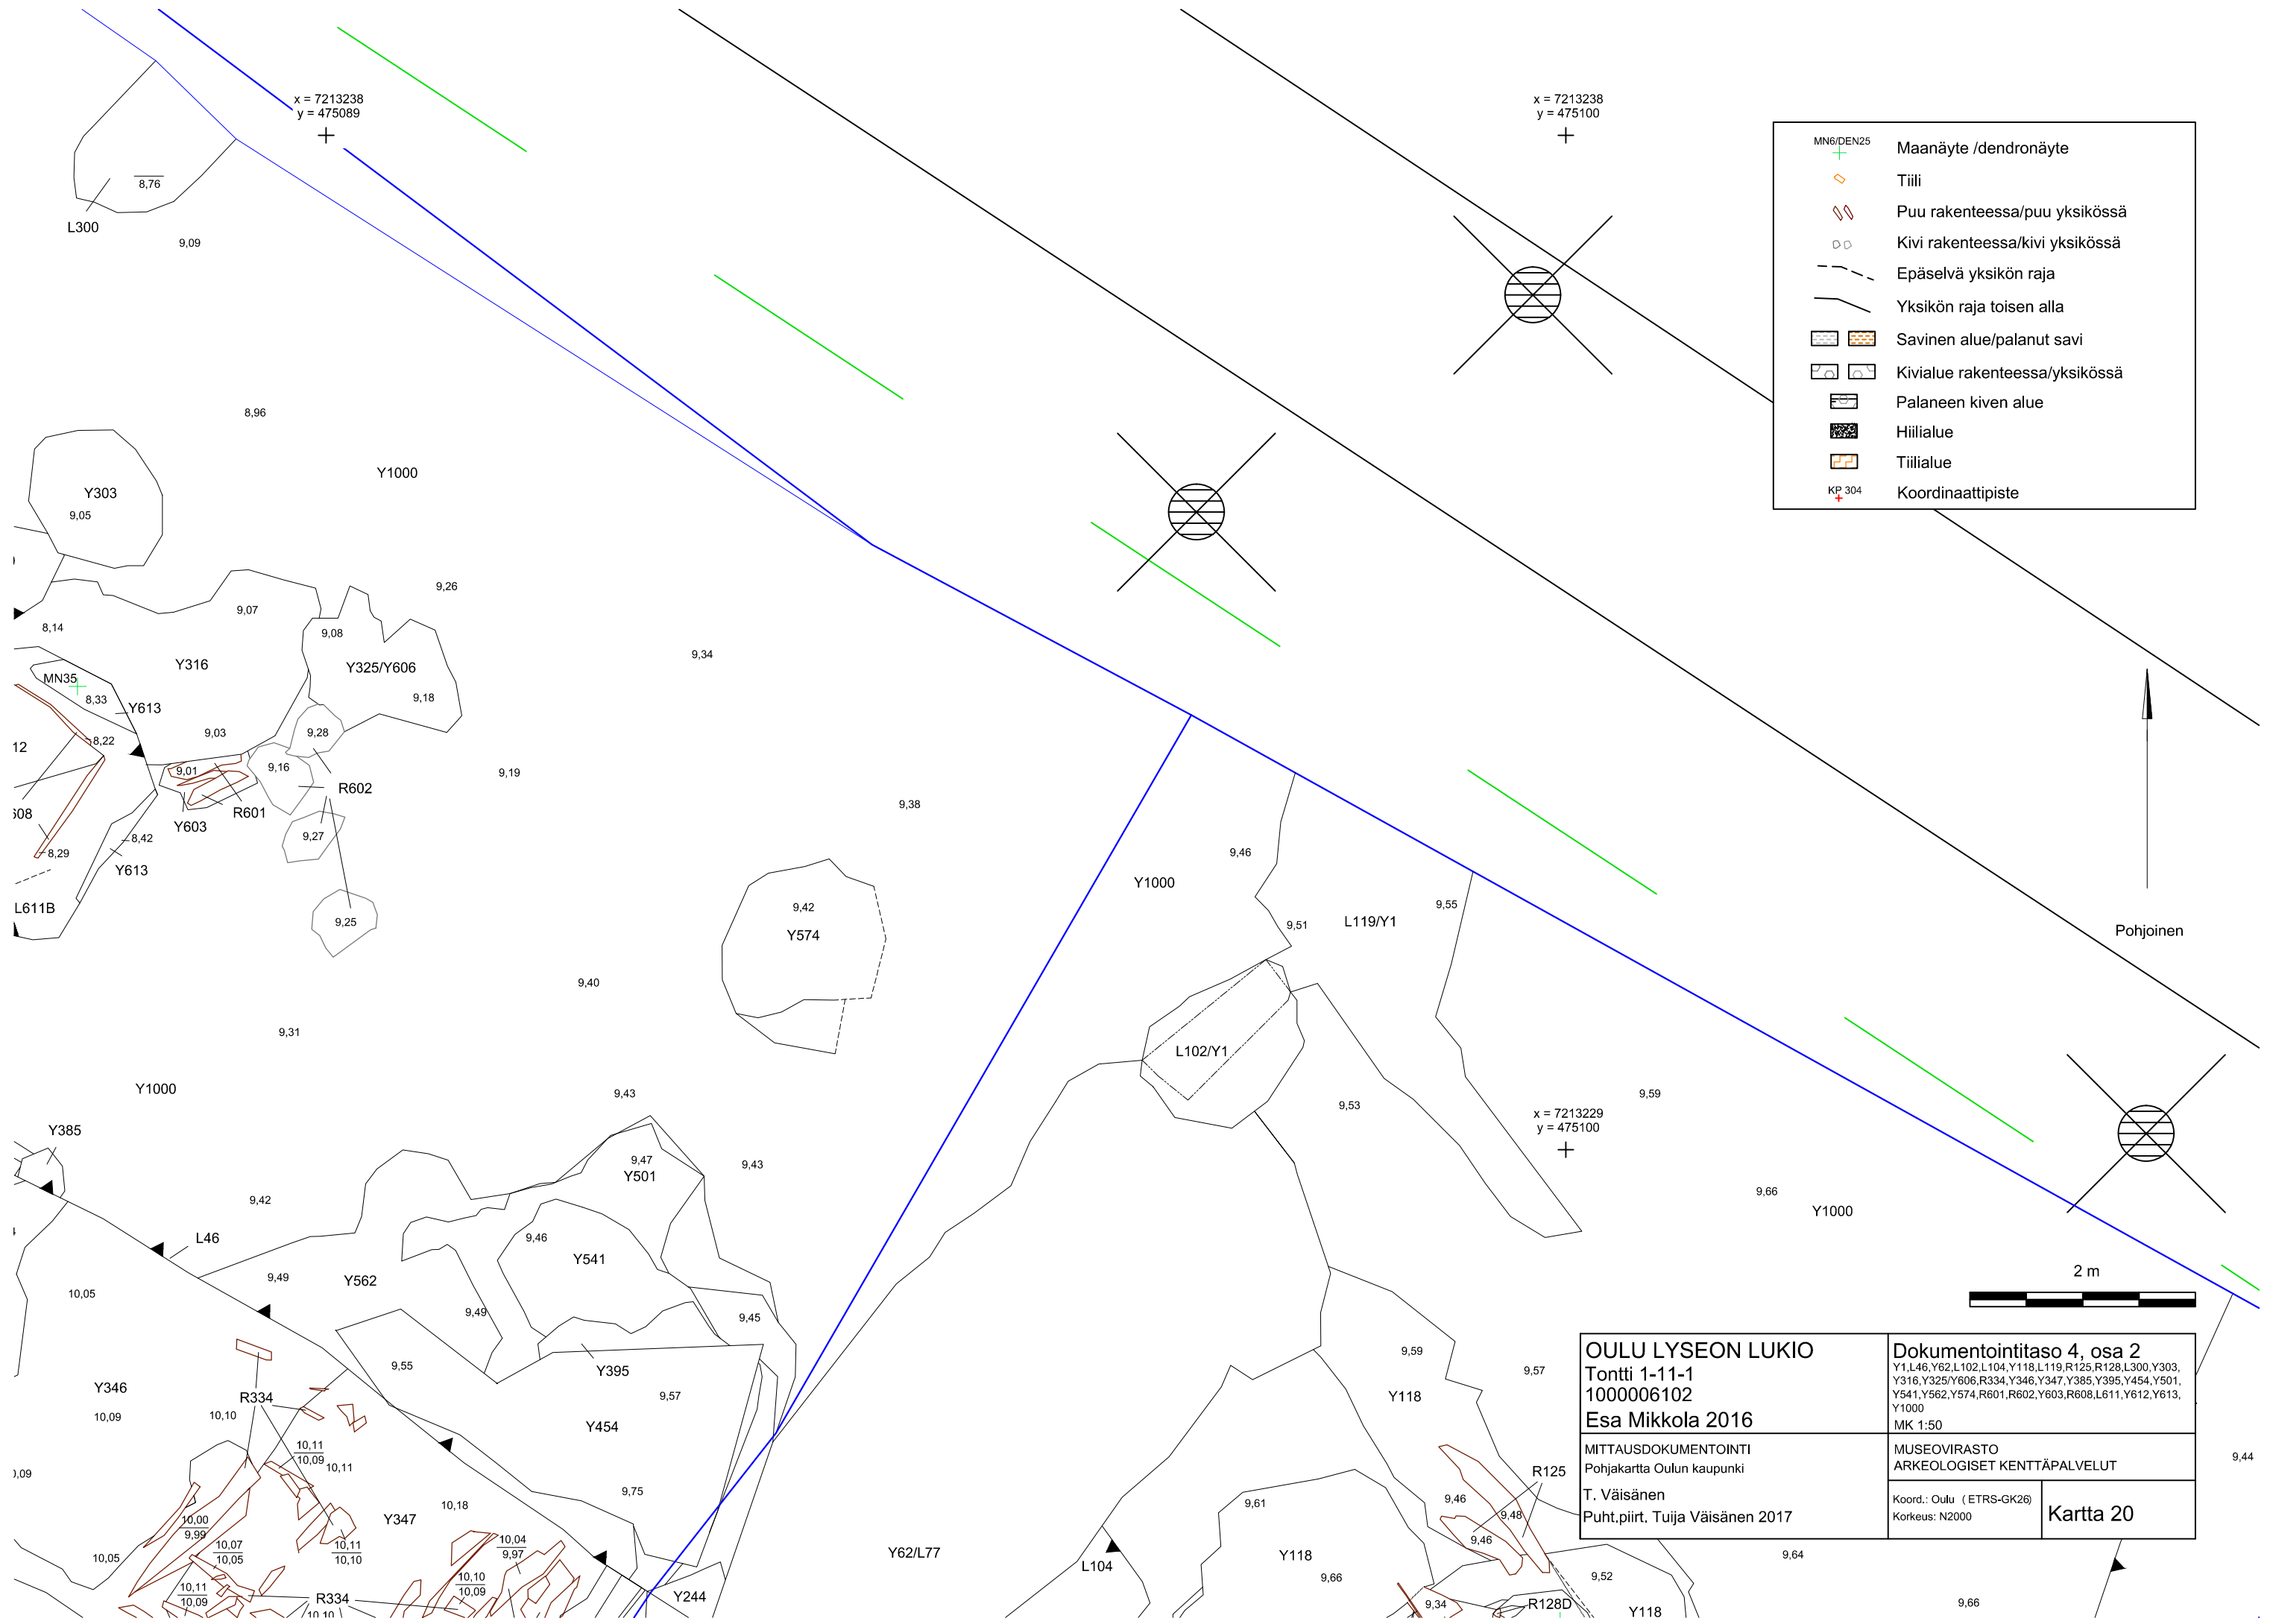 x = 7213238
y = 475089
x = 7213238
y = 475100
MN6/DEN25
Maanäyte /dendronäyte
Tiili
Puu rakenteessa/puu yksikössä
Kivi rakenteessa/kivi yksikössä
Epäselvä yksikön raja
Yksikön raja toisen alla
Savinen alue/palanut savi
Kivialue rakenteessa/yksikössä
Palaneen kiven alue
Hiilialue
Tiilialue
KP 304
Koordinaattipiste
8,76
L300
9,09
8,96
Y1000
Y303
9,05
9,26
9,07
8,14
9,08
Y316
Y325/Y606
9,34
MN35
8,33
9,18
Y613
9,03
9,28
8,22
12
9,01
9,16
9,19
R602
9,38
R601
608
Y603
9,27
8,42
8,29
Y613
9,46
Y1000
L611B
9,25
9,42
Y574
9,51
L119/Y1
9,55
Pohjoinen
9,40
9,31
L102/Y1
Y1000
9,43
9,53
9,59
x = 7213229
y = 475100
Y385
9,47
Y501
9,43
9,42
9,66
Y1000
L46
9,46
Y541
9,49
Y562
2 m
10,05
9,49
9,45
9,55
Y395
9,59
9,57
Y346
9,57
Y118
R334
10,09
10,10
Y454
10,11
10,09
10,11
0,09
9,44
R125
9,75
10,18
9,46
9,61
10,00
9,99
Y347
9,48
9,46
10,04
9,97
10,07
10,05
10,11
10,10
10,05
Y62/L77
L104
Y118
9,64
9,66
9,52
10,10
10,09
10,11
10,09
R334
Y244
9,34
R128D
Y118
9,66
10,10
OULU LYSEON LUKIO
Tontti 1-11-1
1000006102
Esa Mikkola 2016
Dokumentointitaso 4, osa 2
Y1,L46,Y62,L102,L104,Y118,L119,R125,R128,L300,Y303,
Y316,Y325/Y606,R334,Y346,Y347,Y385,Y395,Y454,Y501,
Y541,Y562,Y574,R601,R602,Y603,R608,L611,Y612,Y613,
Y1000
MK 1:50
MITTAUSDOKUMENTOINTI
Pohjakartta Oulun kaupunki
T. Väisänen
Puht.piirt. Tuija Väisänen 2017
MUSEOVIRASTO
ARKEOLOGISET KENTTÄPALVELUT
Koord.: Oulu ( ETRS-GK26)
Korkeus: N2000
Kartta 20